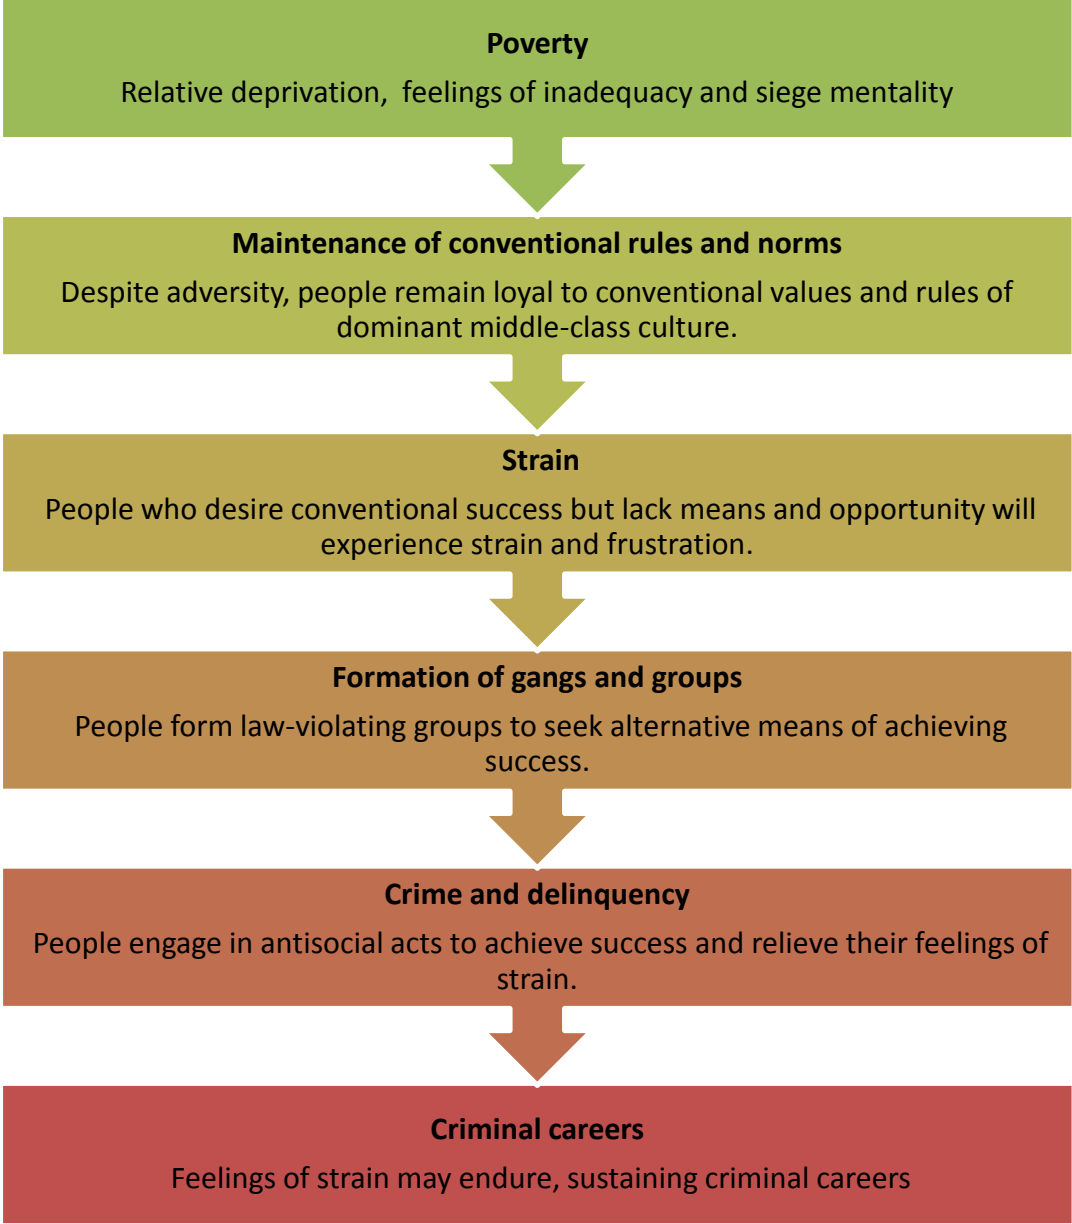 Poverty
Relative deprivation,  feelings of inadequacy and siege mentality
Maintenance of conventional rules and norms
Despite adversity, people remain loyal to conventional values and rules of
dominant middle-class culture.
Strain
People who desire conventional success but lack means and opportunity will
experience strain and frustration.
Formation of gangs and groups
People form law-violating groups to seek alternative means of achieving
success.
Crime and delinquency
People engage in antisocial acts to achieve success and relieve their feelings of
strain.
Criminal careers
Feelings of strain may endure, sustaining criminal careers